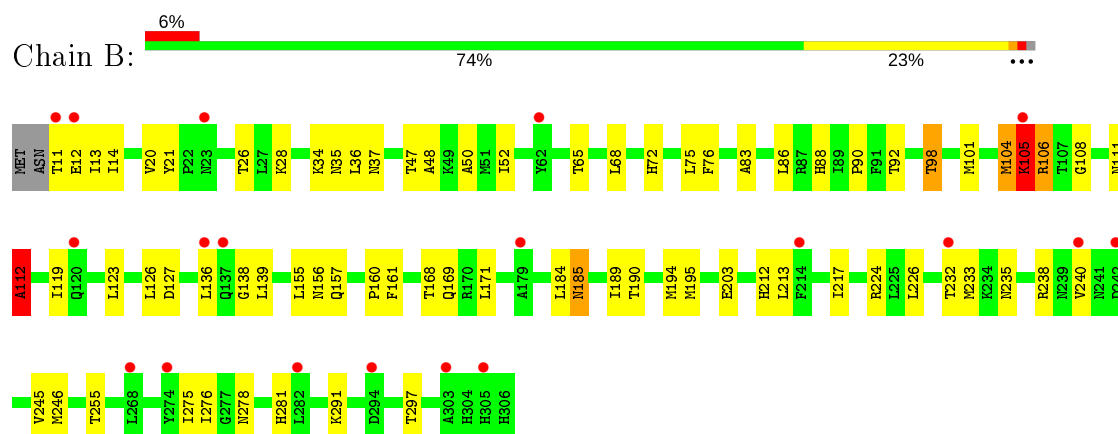 6%
Chain B:
74% 23% •••
MET ASN T11 E12 I13 I14 V20 Y21 P22 N23 T26 L27 K28 K34 N35 L36 N37 T47 A48 K49 A50 M51 I52 Y62 T65 L68 H72 L75 F76 A83 L86 R87 H88 I89 P90 F91 T92 T98 M101 M104 K105 R106 T107 G108 N111
A112 I119 Q120 L123 L126 D127 L136 Q137 G138 L139 L155 N156 Q157 P160 F161 T168 Q169 R170 L171 A179 L184 N185 I189 T190 M194 M195 E203 H212 L213 F214 I217 R224 L225 L226 T232 M233 K234 N235 R238 N239 V240 N241 D242
V245 M246 T255 L268 Y274 I275 I276 G277 N278 H281 L282 K291 D294 T297 A303 H304 H305 H306